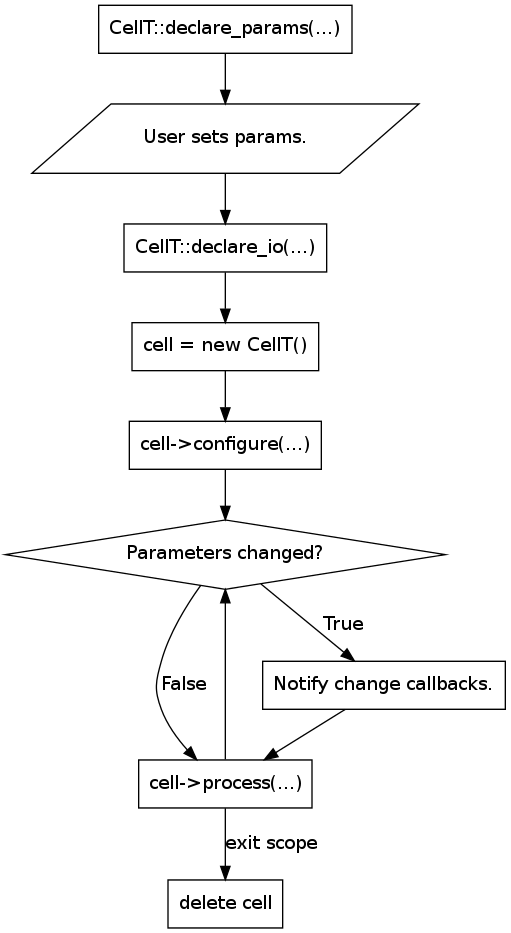 CellT::declare_params(...)
User sets params.
CellT::declare_io(...)
cell = new CellT()
cell->configure(...)
Parameters changed?
True
False
Notify change callbacks.
cell->process(...)
exit scope
delete cell